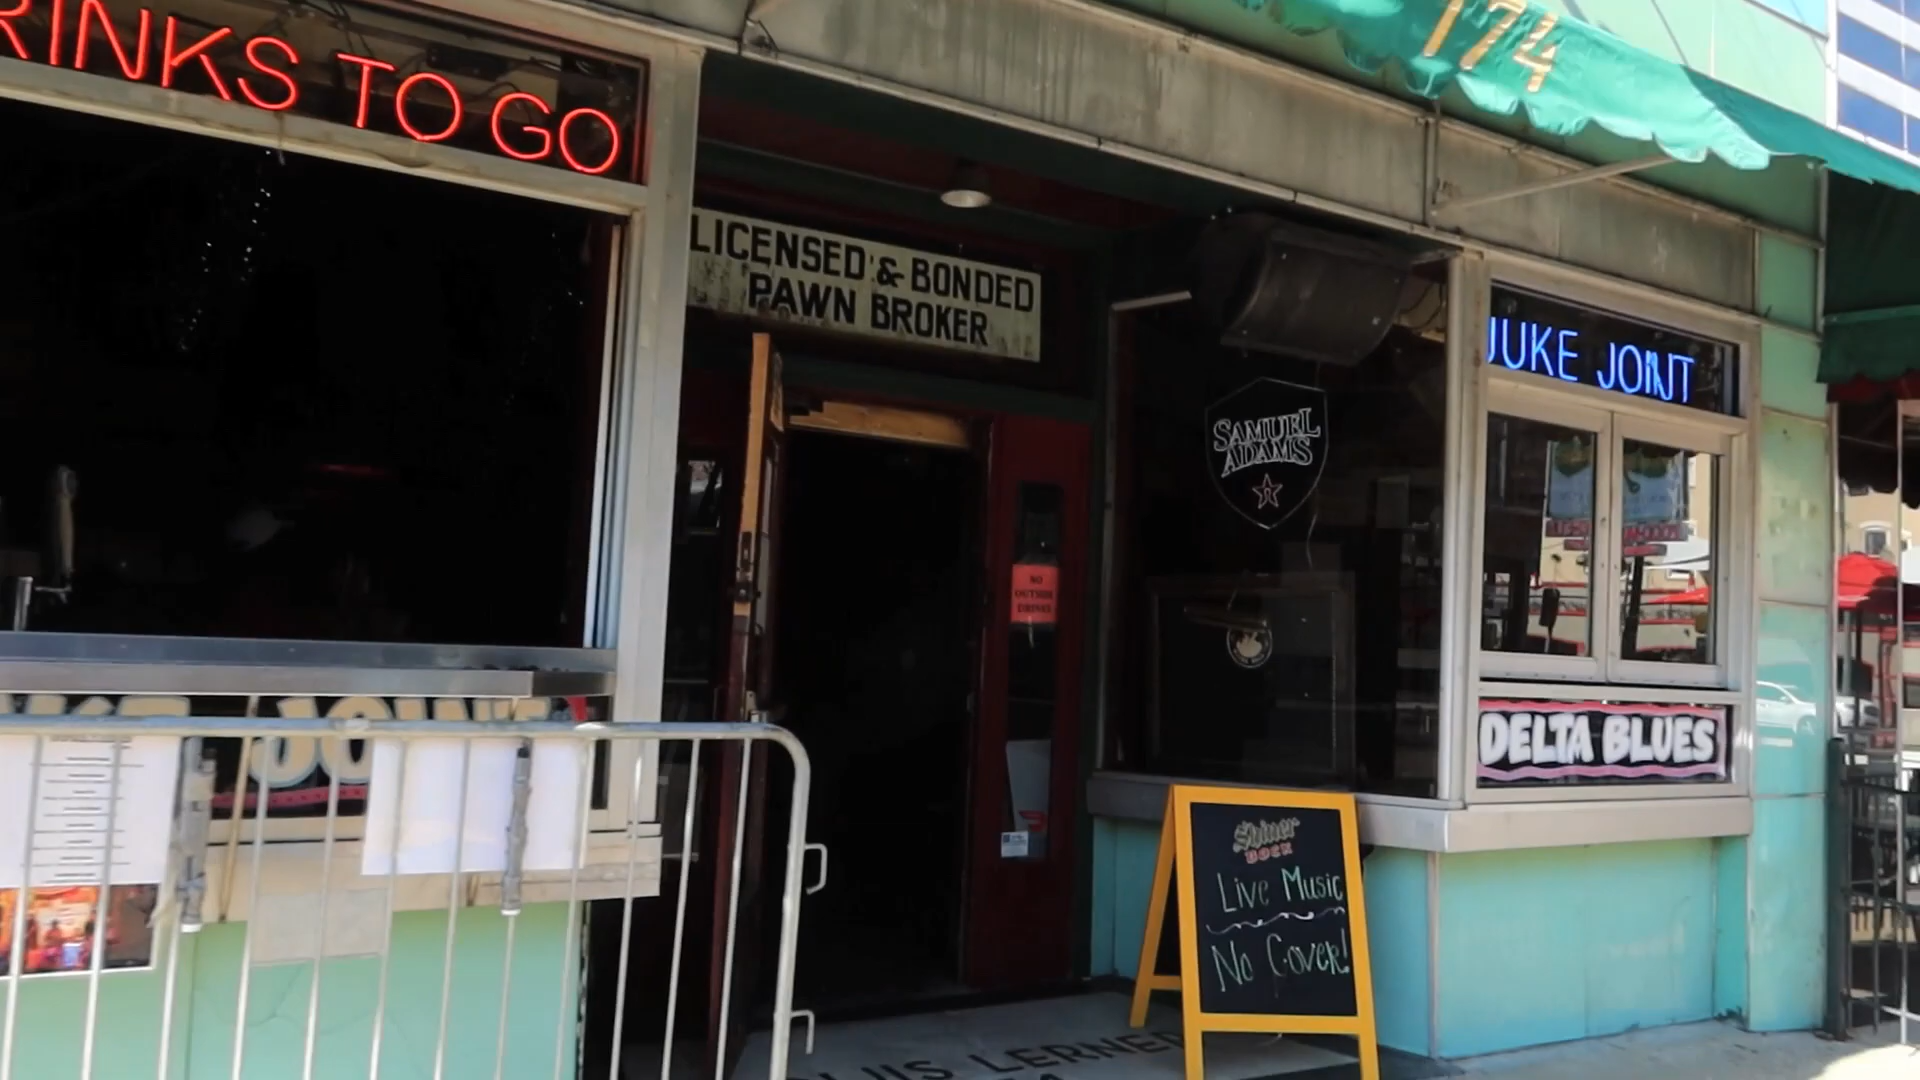 RINKS TO GO
174
LICENSED & BONDED
PAWN BROKER
JUKE JOINT
SAMUEL
ADAMS
NO
OUTSIDE
DRINKS
DELTA BLUES
Shiner
BOCK
Live Music
No Cover!
LERNER